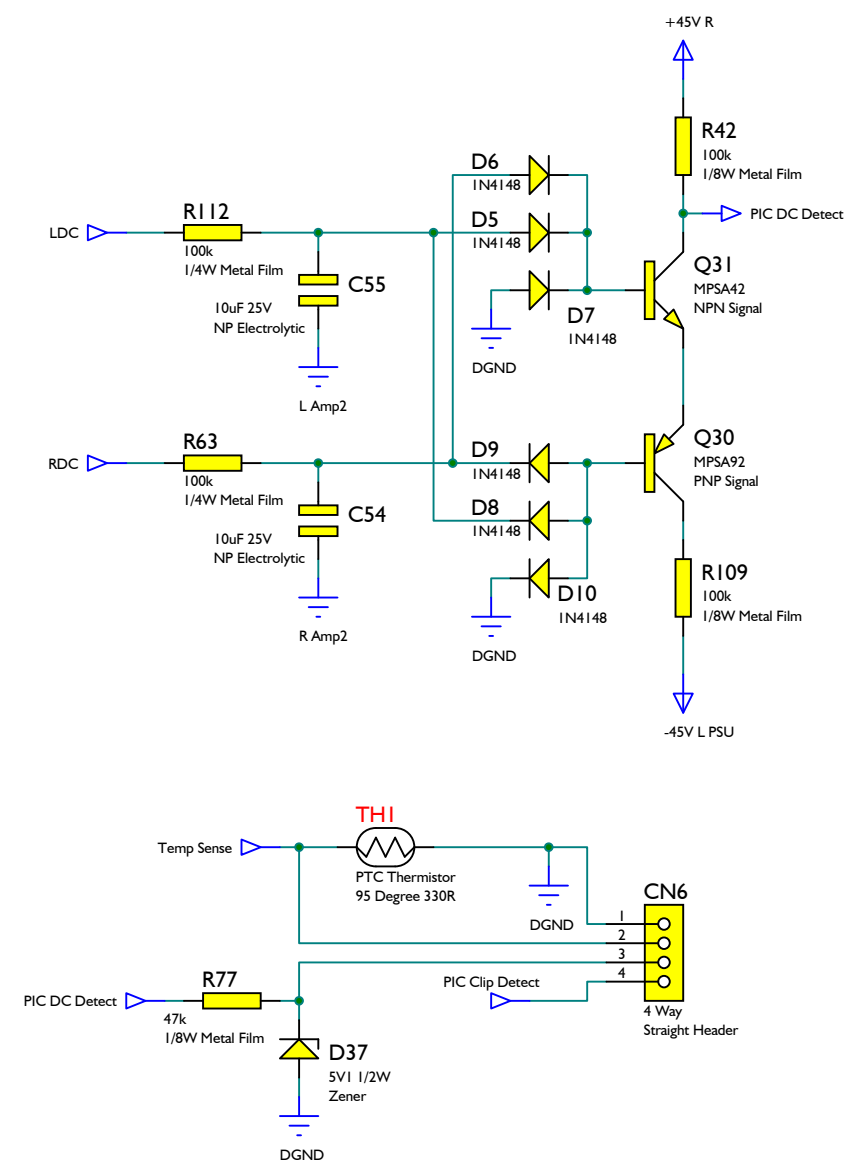 +45V R
R42
100k
1/8W Metal Film
PIC DC Detect
D6
1N4148
LDC
R112
100k
1/4W Metal Film
D5
1N4148
C55
10uF 25V
NP Electrolytic
L Amp2
D7
1N4148
DGND
Q31
MPSA42
NPN Signal
RDC
R63
100k
1/4W Metal Film
D9
1N4148
Q30
MPSA92
PNP Signal
C54
10uF 25V
NP Electrolytic
R Amp2
D8
1N4148
D10
1N4148
DGND
R109
100k
1/8W Metal Film
-45V L PSU
TH1
Temp Sense
PTC Thermistor
95 Degree 330R
DGND
CN6
1
2
3
4
4 Way
Straight Header
PIC Clip Detect
PIC DC Detect
R77
47k
1/8W Metal Film
D37
5V1 1/2W
Zener
DGND